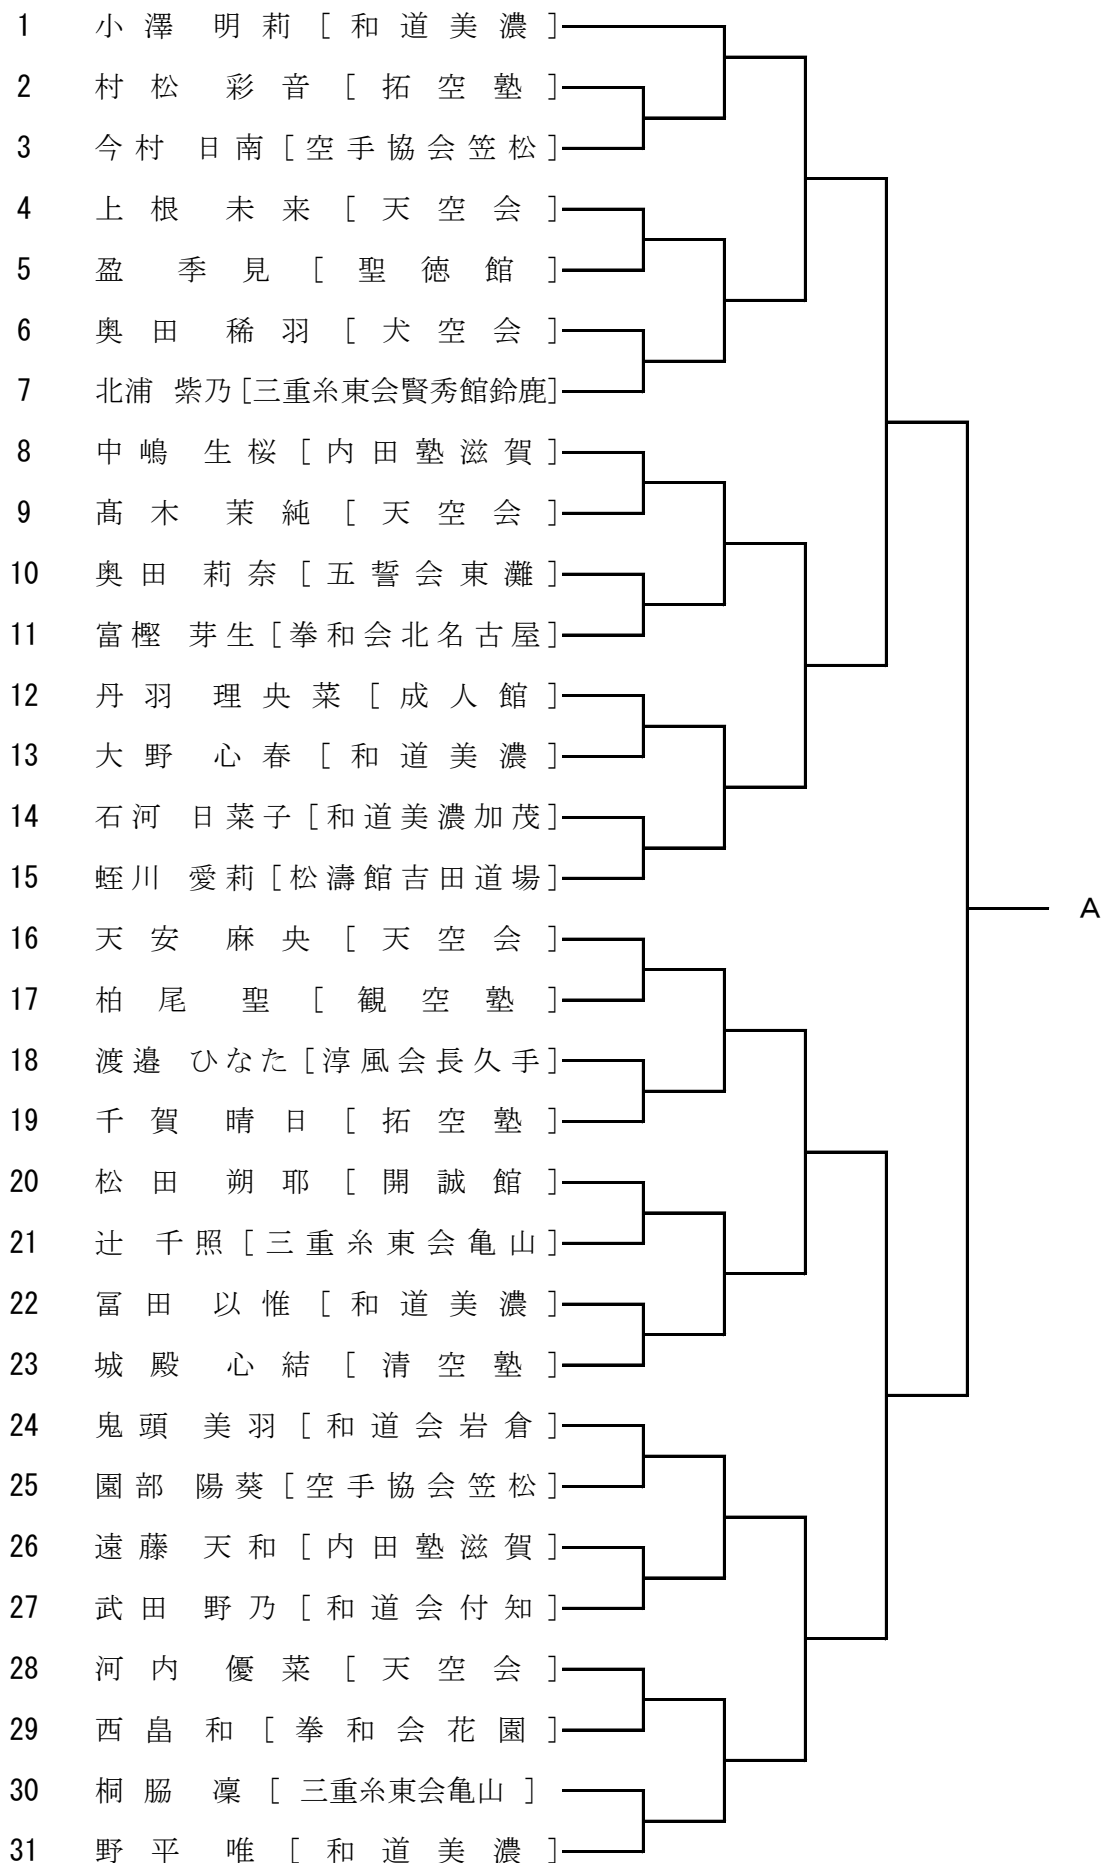 1 小澤 明莉[和道美濃]
2 村松 彩音[拓空塾]
3 今村 日南[空手協会笠松]
4 上根 未来[天空会]
5 盈 季見[聖徳館]
6 奥田 稀羽[犬空会]
7 北浦 紫乃[三重糸東会賢秀館鈴鹿]
8 中嶋 生桜[内田塾滋賀]
9 髙木 茉純[天空会]
10 奥田 莉奈[五誓会東灘]
11 富樫 芽生[拳和会北名古屋]
12 丹羽 理央菜[成人館]
13 大野 心春[和道美濃]
14 石河 日菜子[和道美濃加茂]
15 蛭川 愛莉[松濤館吉田道場]
A
16 天安 麻央[天空会]
17 柏尾 聖[観空塾]
18 渡邉 ひなた[淳風会長久手]
19 千賀 晴日[拓空塾]
20 松田 朔耶[開誠館]
21 辻 千照[三重糸東会亀山]
22 冨田 以惟[和道美濃]
23 城殿 心結[清空塾]
24 鬼頭 美羽[和道会岩倉]
25 園部 陽葵[空手協会笠松]
26 遠藤 天和[内田塾滋賀]
27 武田 野乃[和道会付知]
28 河内 優菜[天空会]
29 西畠 和[拳和会花園]
30 桐脇 凜[三重糸東会亀山]
31 野平 唯[和道美濃]